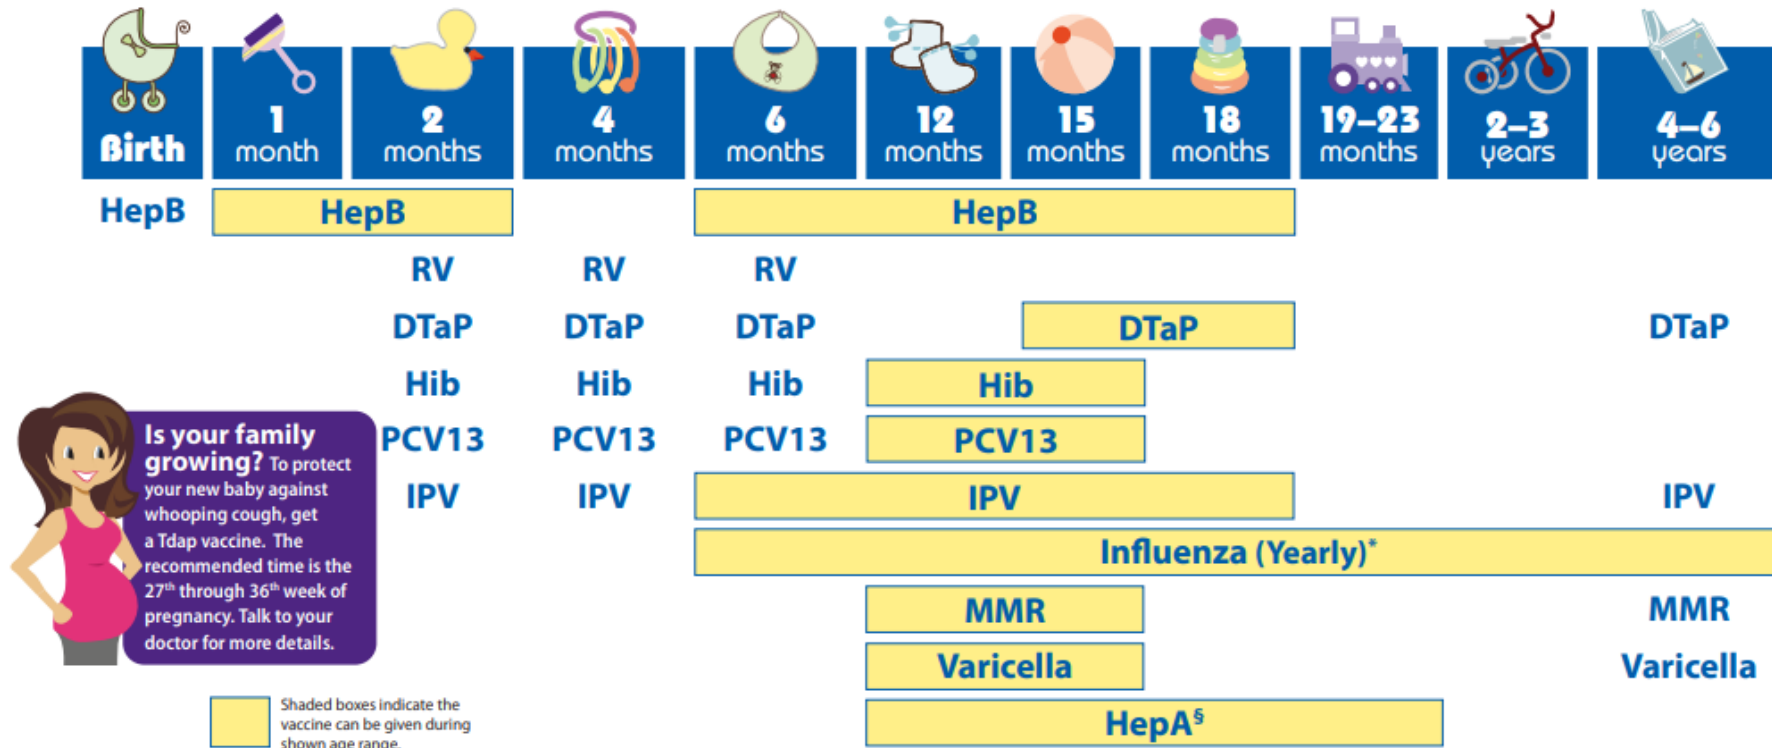 Birth
1
month
2
months
4
months
6
months
12
months
15
months
18
months
19–23
months
2–3
years
4–6
years
HepB HepB HepB
RV RV RV
DTaP DTaP DTaP DTaP DTaP
Hib Hib Hib Hib
PCV13 PCV13 PCV13 PCV13
IPV IPV IPV IPV
Influenza (Yearly)*
MMR MMR
Varicella Varicella
HepA§
Is your family
growing? To protect
your new baby against
whooping cough, get
a Tdap vaccine. The
recommended time is the
27th through 36th week of
pregnancy. Talk to your
doctor for more details.
Shaded boxes indicate the
vaccine can be given during
shown age range.